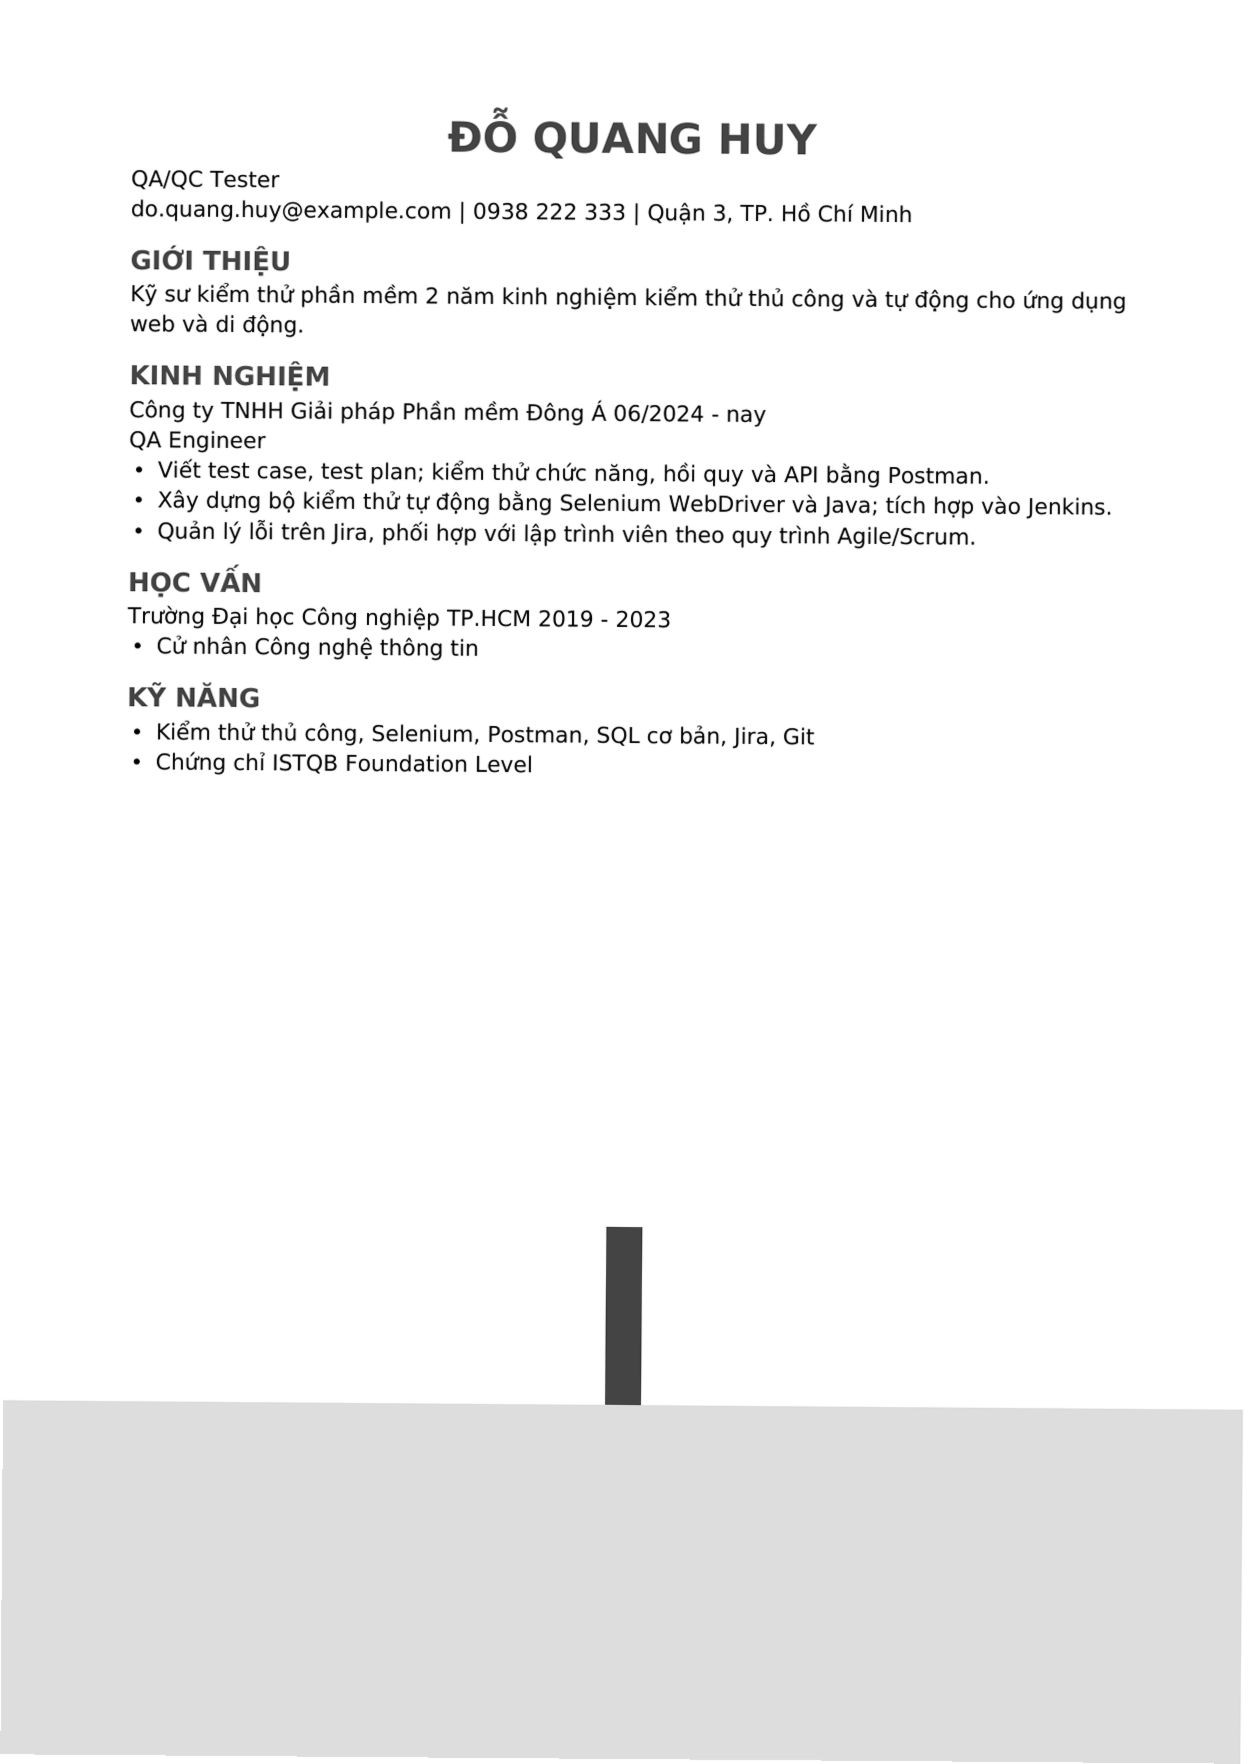 ĐỖ QUANG HUY
QA/QC Tester
do.quang.huy@example.com | 0938 222 333 | Quận 3, TP. Hồ Chí Minh
GIỚI THIỆU
Kỹ sư kiểm thử phần mềm 2 năm kinh nghiệm kiểm thử thủ công và tự động cho ứng dụng
web và di động.
KINH NGHIỆM
Công ty TNHH Giải pháp Phần mềm Đông Á 06/2024 - nay
QA Engineer
• Viết test case, test plan; kiểm thử chức năng, hồi quy và API bằng Postman.
• Xây dựng bộ kiểm thử tự động bằng Selenium WebDriver và Java; tích hợp vào Jenkins.
• Quản lý lỗi trên Jira, phối hợp với lập trình viên theo quy trình Agile/Scrum.
HỌC VẤN
Trường Đại học Công nghiệp TP.HCM 2019 - 2023
• Cử nhân Công nghệ thông tin
KỸ NĂNG
• Kiểm thử thủ công, Selenium, Postman, SQL cơ bản, Jira, Git
• Chứng chỉ ISTQB Foundation Level